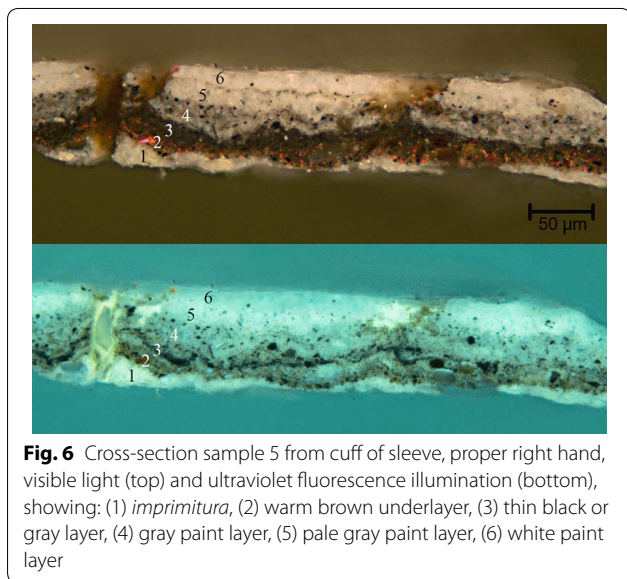 6
5
4
3
2
1
50 µm
6
5
4
3
2
1
Fig. 6 Cross-section sample 5 from cuff of sleeve, proper right hand,
visible light (top) and ultraviolet fluorescence illumination (bottom),
showing: (1) imprimitura, (2) warm brown underlayer, (3) thin black or
gray layer, (4) gray paint layer, (5) pale gray paint layer, (6) white paint
layer